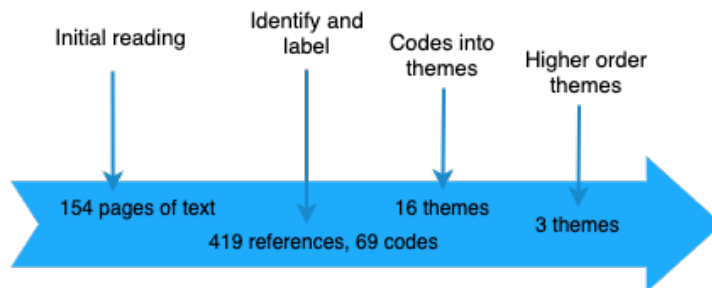 Initial reading
Identify and
label
Codes into
themes
Higher order
themes
154 pages of text
419 references, 69 codes
16 themes
3 themes